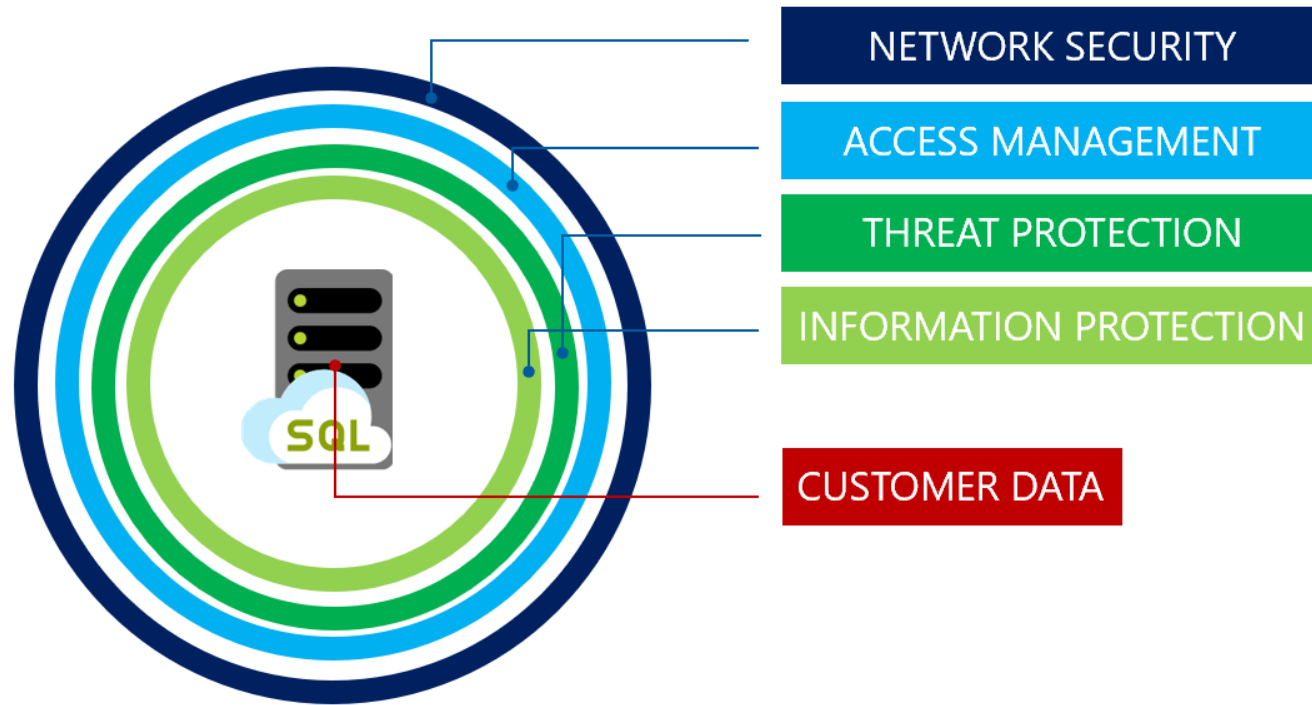 NETWORK SECURITY
ACCESS MANAGEMENT
THREAT PROTECTION
INFORMATION PROTECTION
SQL
CUSTOMER DATA